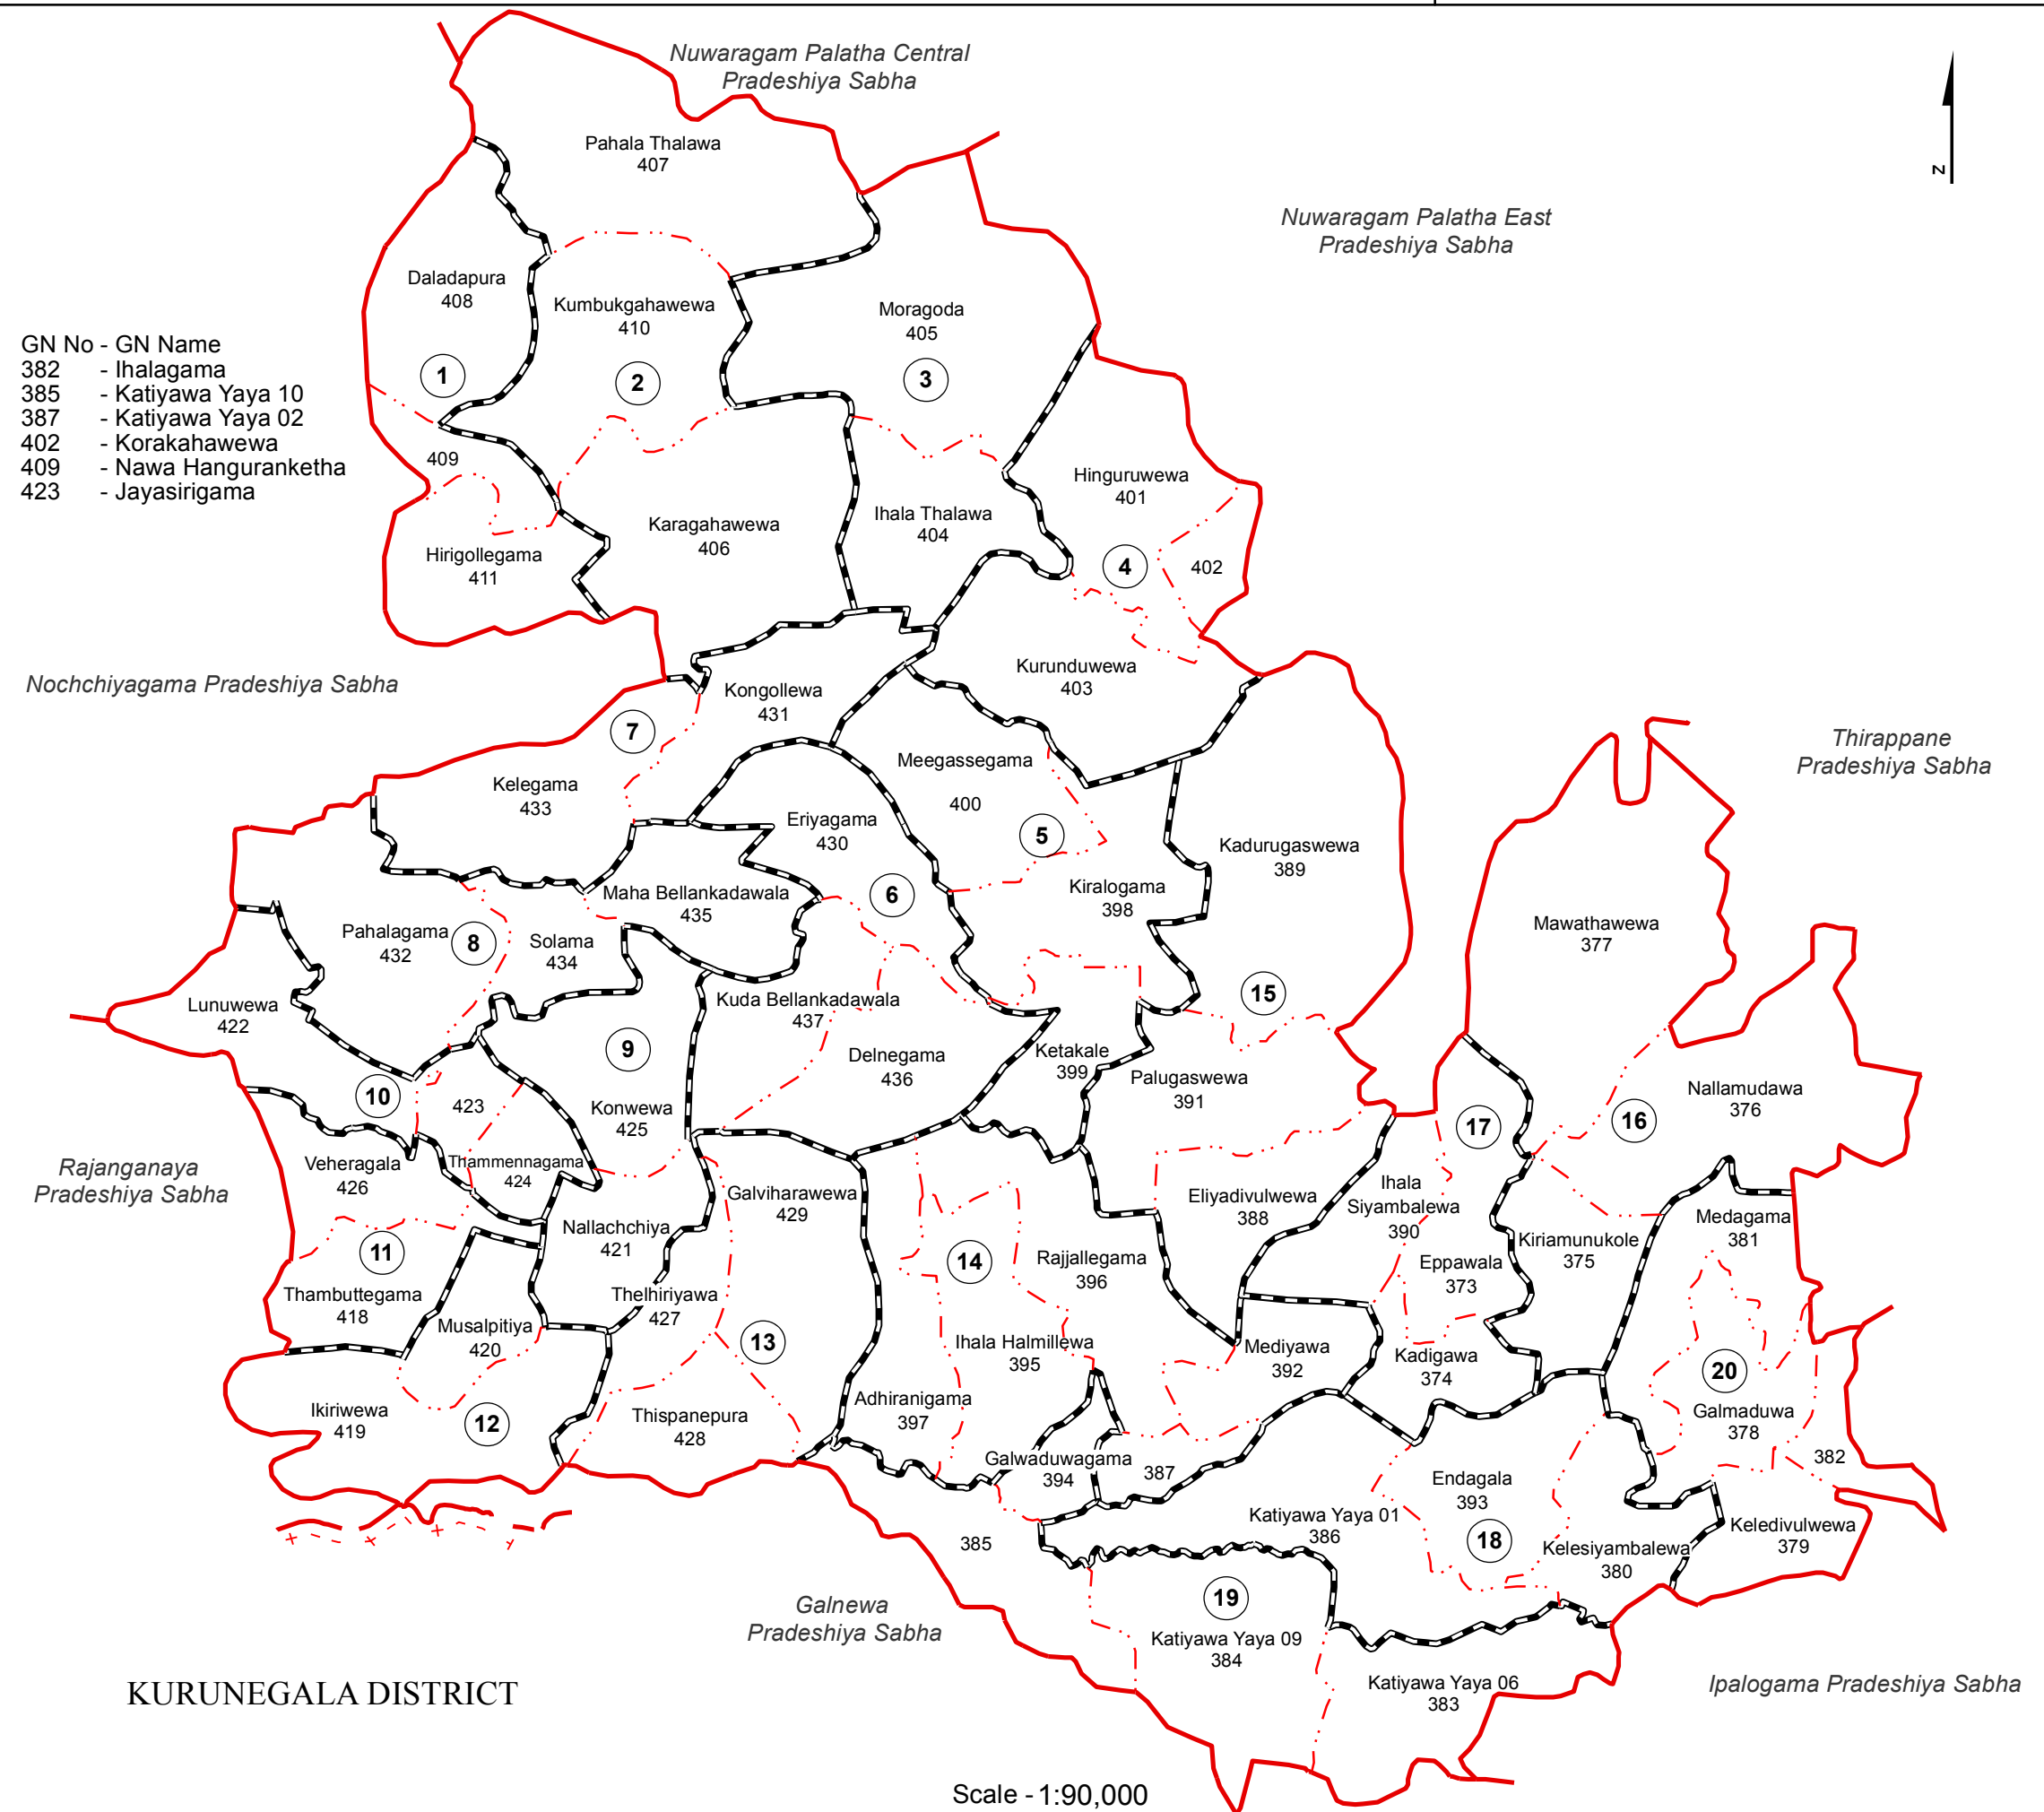 Nuwaragam Palatha Central
Pradeshiya Sabha
Pahala Thalawa
407
N
Nuwaragam Palatha East
Pradeshiya Sabha
Daladapura
408
Kumbukgahawewa
410
Moragoda
405
GN No - GN Name
382 - Ihalagama
385 - Katiyawa Yaya 10
387 - Katiyawa Yaya 02
402 - Korakahawewa
409 - Nawa Hanguranketha
423 - Jayasirigama
1
2
3
409
Hinguruwewa
401
Karagahawewa
406
Ihala Thalawa
404
Hirigollegama
411
4
402
Nochchiyagama Pradeshiya Sabha
Kurunduwewa
403
Kongollewa
431
7
Thirappane
Pradeshiya Sabha
Meegassegama
400
Kelegama
433
Eriyagama
430
5
Kadurugaswewa
389
Maha Bellankadawala
435
6
Kiralogama
398
Mawathawewa
377
Pahalagama
432
8
Solama
434
15
Lunuwewa
422
Kuda Bellankadawala
437
9
Delnegama
436
Ketakale
399
Palugaswewa
391
Nallamudawa
376
10
423
Konwewa
425
17
16
Rajanganaya
Pradeshiya Sabha
Veheragala
426
Thammennagama
424
Galviharawewa
429
Eliyadivulwewa
388
Ihala
Siyambalewa
390
Medagama
381
Nallachchiya
421
11
14
Rajjallegama
396
Eppawala
373
Kiriamunukole
375
Thambuttegama
418
Thelhiriyawa
427
Musalpitiya
420
13
Ihala Halmillewa
395
Mediyawa
392
Kadigawa
374
20
Ikiriwewa
419
12
Thispanepura
428
Adhiranigama
397
Galmaduwa
378
Galwaduwagama
394
387
382
Endagala
393
Katiyawa Yaya 01
386
385
18
Kelesiyambalewa
380
Keledivulwewa
379
Galnewa
Pradeshiya Sabha
19
Katiyawa Yaya 09
384
Katiyawa Yaya 06
383
Ipalogama Pradeshiya Sabha
KURUNEGALA DISTRICT
Scale - 1:90,000